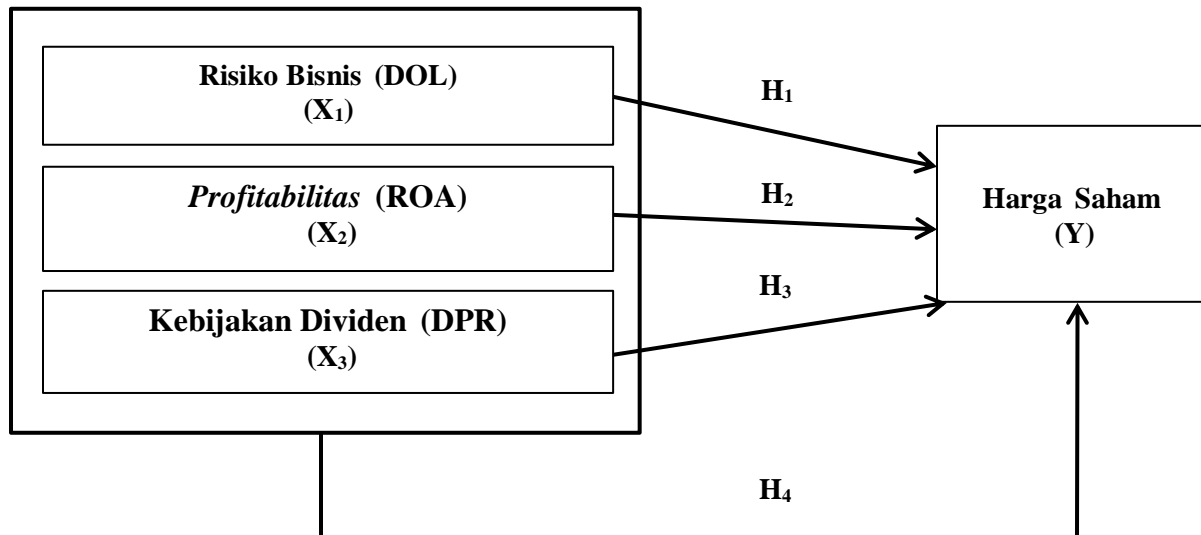 Risiko Bisnis (DOL)
(X₁)
H₁
Profitabilitas (ROA)
(X₂)
H₂
Harga Saham
(Y)
H₃
Kebijakan Dividen (DPR)
(X₃)
H₄